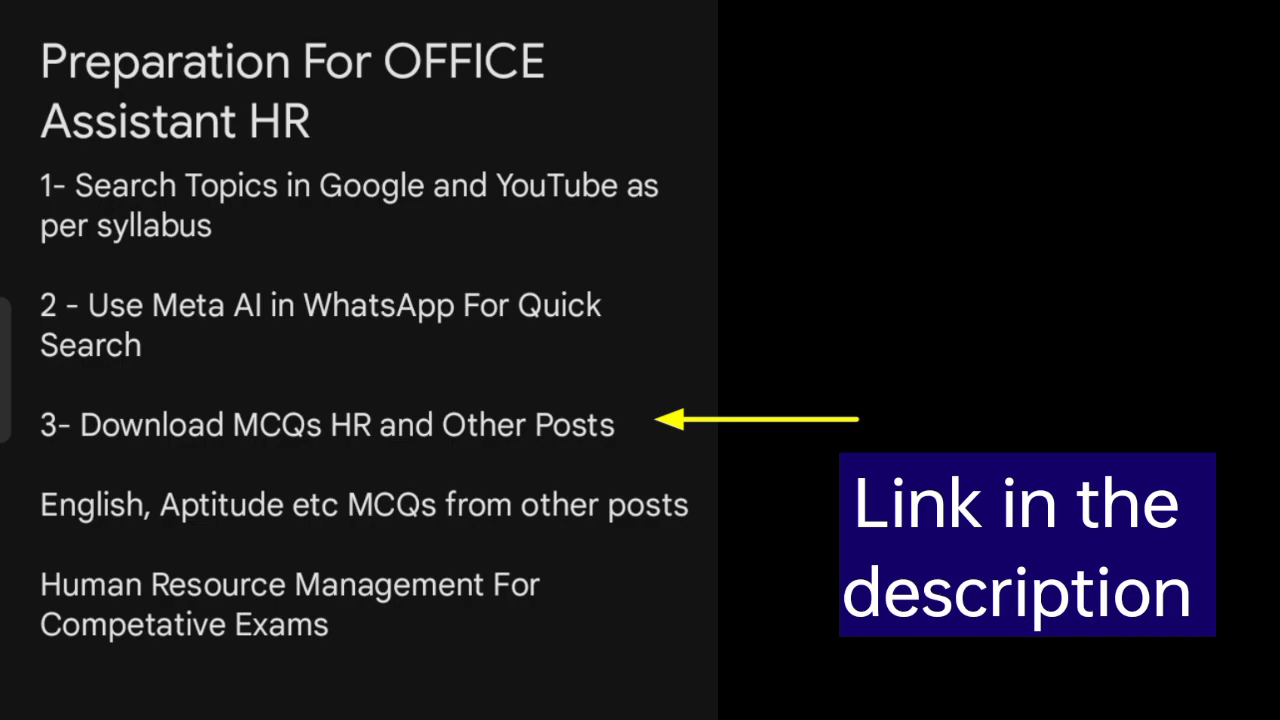 Preparation For OFFICE
Assistant HR
1- Search Topics in Google and YouTube as
per syllabus
2 - Use Meta AI in WhatsApp For Quick
Search
3- Download MCQs HR and Other Posts
English, Aptitude etc MCQs from other posts
Human Resource Management For
Competative Exams
Link in the
description